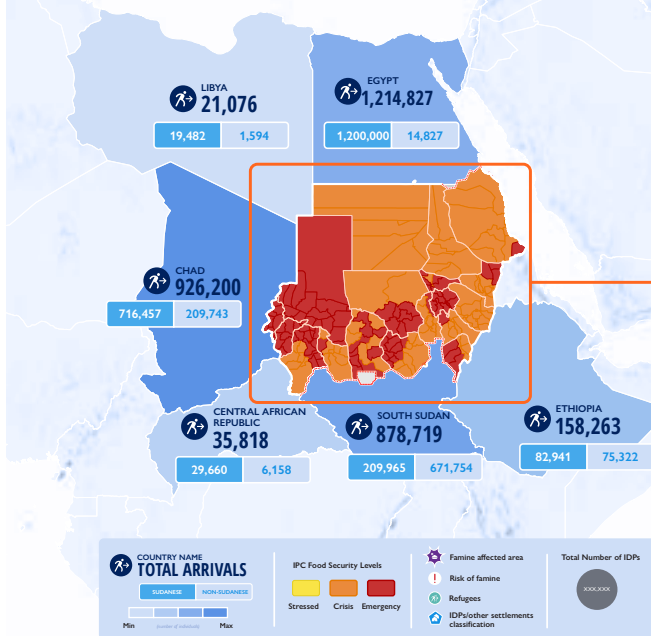 LIBYA
21,076
19,482 1,594
EGYPT
1,214,827
1,200,000 14,827
CHAD
926,200
716,457 209,743
CENTRAL AFRICAN
REPUBLIC
35,818
29,660 6,158
SOUTH SUDAN
878,719
209,965 671,754
ETHIOPIA
158,263
82,941 75,322
COUNTRY NAME
TOTAL ARRIVALS
SUDANESE NON-SUDANESE
Min (number of individuals) Max
IPC Food Security Levels
Stressed Crisis Emergency
Famine affected area
Risk of famine
Refugees
IDPs/other settlements
classification
Total Number of IDPs
XXX,XXX